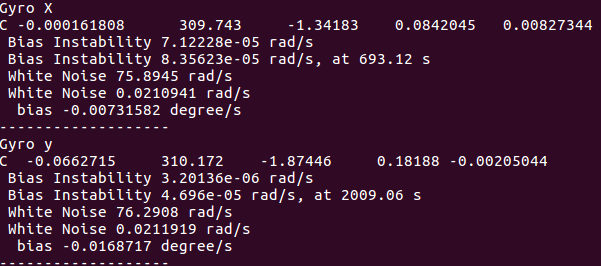 Gyro X
C -0.000161808 309.743 -1.34183 0.0842045 0.00827344
Bias Instability 7.12228e-05 rad/s
Bias Instability 8.35623e-05 rad/s, at 693.12 s
White Noise 75.8945 rad/s
White Noise 0.0210941 rad/s
bias -0.00731582 degree/s
-------------------
Gyro y
C -0.0662715 310.172 -1.87446 0.18188 -0.00205044
Bias Instability 3.20136e-06 rad/s
Bias Instability 4.696e-05 rad/s, at 2009.06 s
White Noise 76.2908 rad/s
White Noise 0.0211919 rad/s
bias -0.0168717 degree/s
-------------------